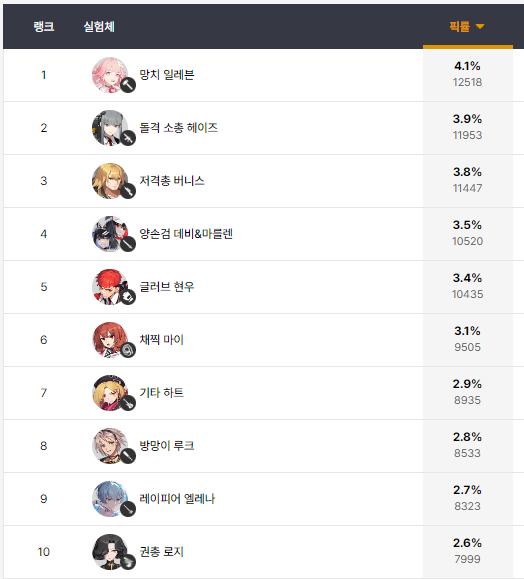 랭크 실험체 픽률
1 망치 일레븐 4.1%
12518
2 돌격 소총 헤이즈 3.9%
11953
3 저격총 버니스 3.8%
11447
4 양손검 데비&마를렌 3.5%
10520
5 글러브 현우 3.4%
10435
6 채찍 마이 3.1%
9505
7 기타 하트 2.9%
8935
8 방망이 루크 2.8%
8533
9 레이피어 엘레나 2.7%
8323
10 권총 로지 2.6%
7999